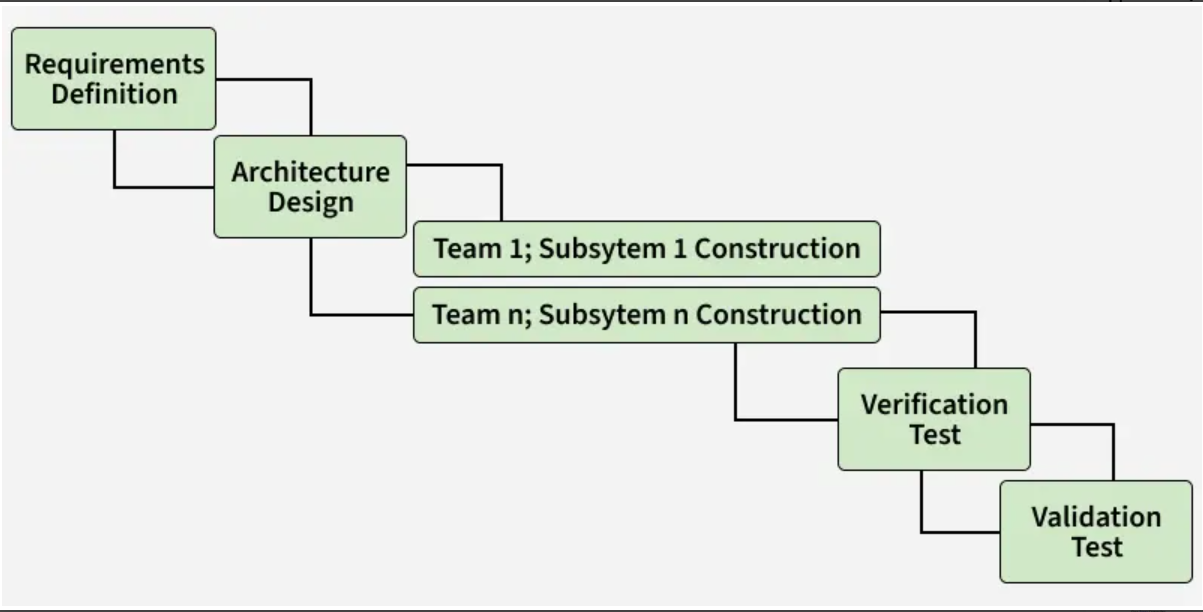 Requirements
Definition
Architecture
Design
Team 1; Subsytem 1 Construction
Team n; Subsytem n Construction
Verification
Test
Validation
Test